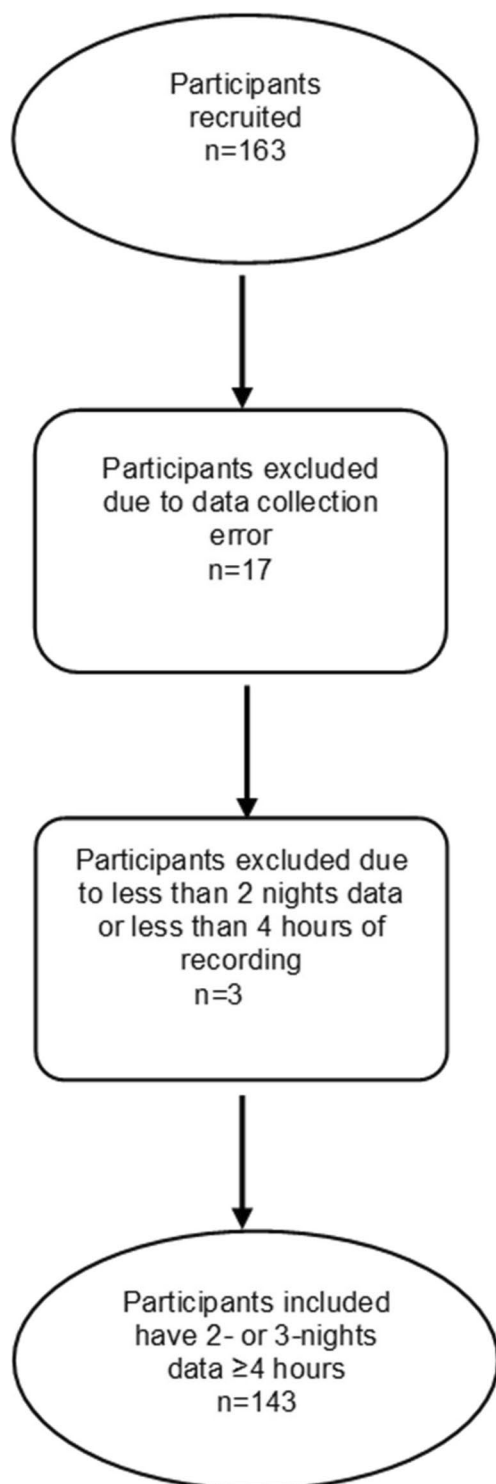 Participants
recruited
n=163
Participants excluded
due to data collection
error
n=17
Participants excluded due
to less than 2 nights data
or less than 4 hours of
recording
n=3
Participants included
have 2- or 3-nights
data ≥4 hours
n=143